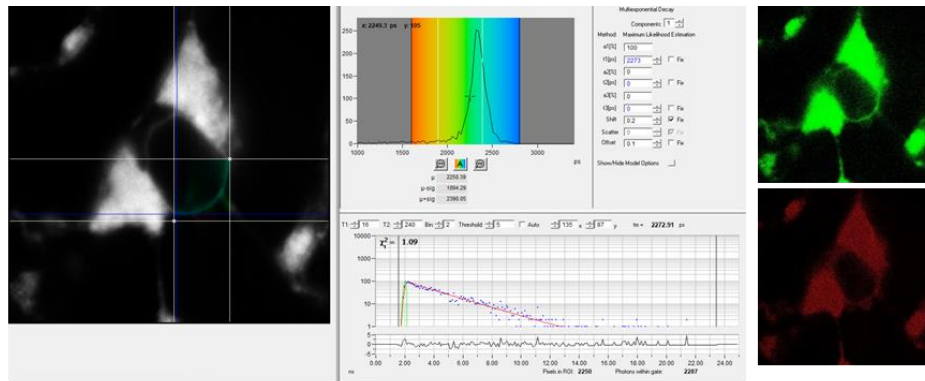 x: 2249.3 ps y: 105
250-
200-
150-
100-
50-
0-
1000 1500 2000 2500 3000
ps
μ 2250.39
μ-sig 1894.29
μ+sig 2390.05
Multiexponential Decay
Components: 1
Method: Maximum Likelihood Estimation
a1[%] 100
t1[ps] 2273 Fix
a2[%] 0
t2[ps] 0 Fix
a3[%] 0
t3[ps] 0 Fix
Shift 0.2 Fix
Scatter 0 Fix
Offset 0.1 Fix
Show/Hide Model Options
T1: 16 T2: 240 Bin: 2 Threshold 5 Auto 135 x 87 y tm = 2272.91 ps
χ²r = 1.09
10000
1000
100
10
1
5
0
-5
0.00 2.00 4.00 6.00 8.00 10.00 12.00 14.00 16.00 18.00 20.00 22.00 24.00
ns Pixels in ROI: 2250 Photons within gate: 2287